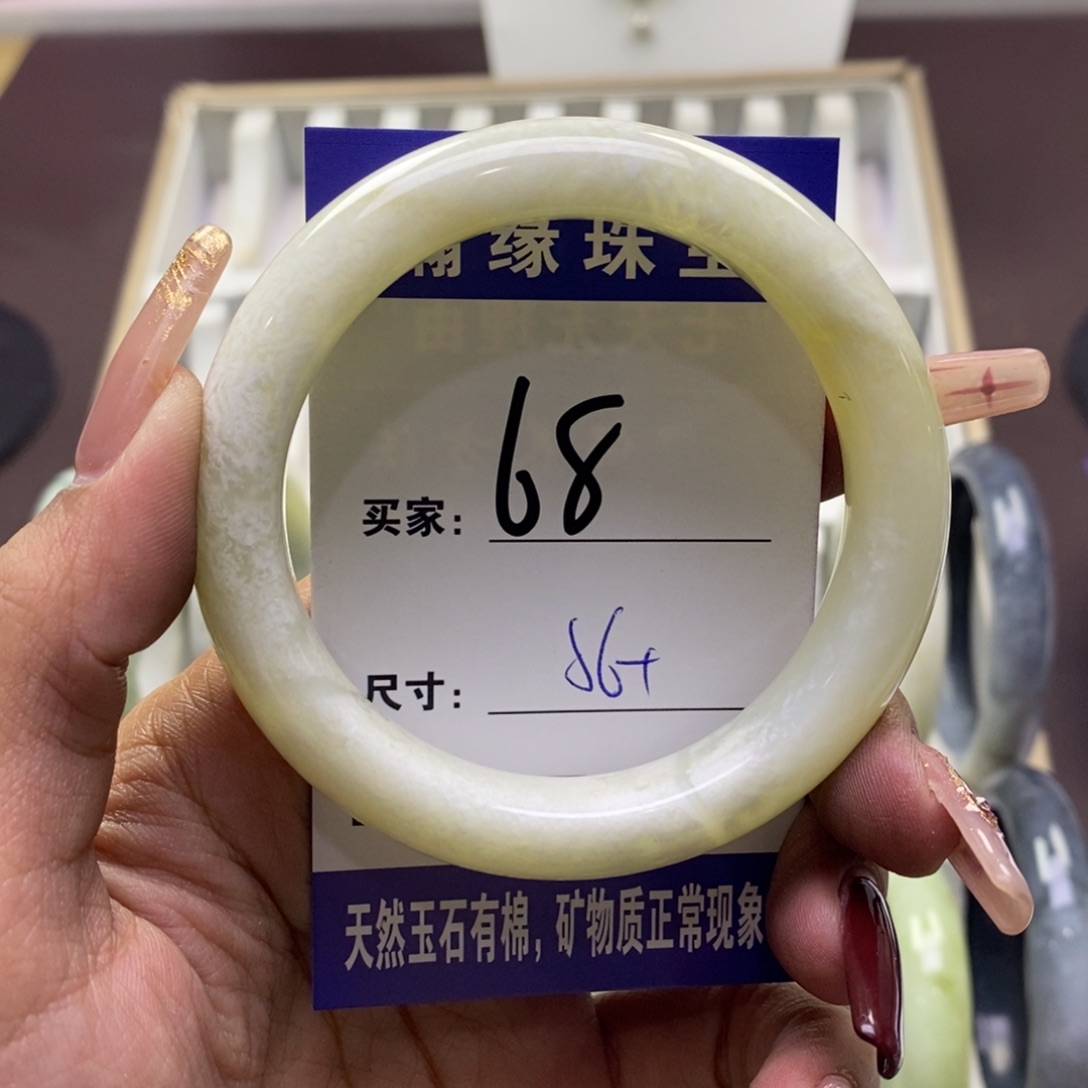 缘珠宝
买家: 68
尺寸: 56+
天然玉石有棉, 矿物质正常现象